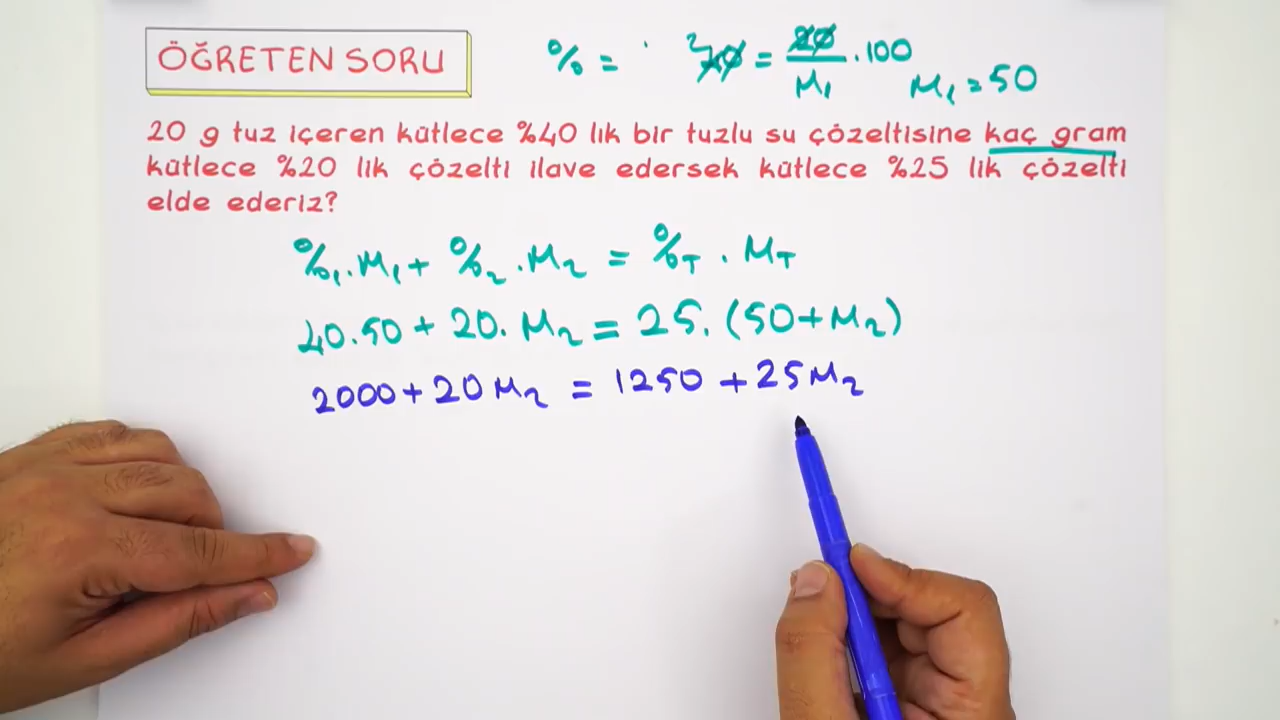 ÖĞRETEN SORU
% = 2 40 = 20/M₁ . 100 M₁ = 50
20 g tuz içeren kütlece %40 lık bir tuzlu su çözeltisine kaç gram
kütlece %20 lik çözelti ilave edersek kütlece %25 lik çözelti
elde ederiz?
%₁.M₁ + %₂.M₂ = %T . MT
40.50 + 20. M₂ = 25. (50+M₂)
2000 + 20 M₂ = 1250 + 25 M₂